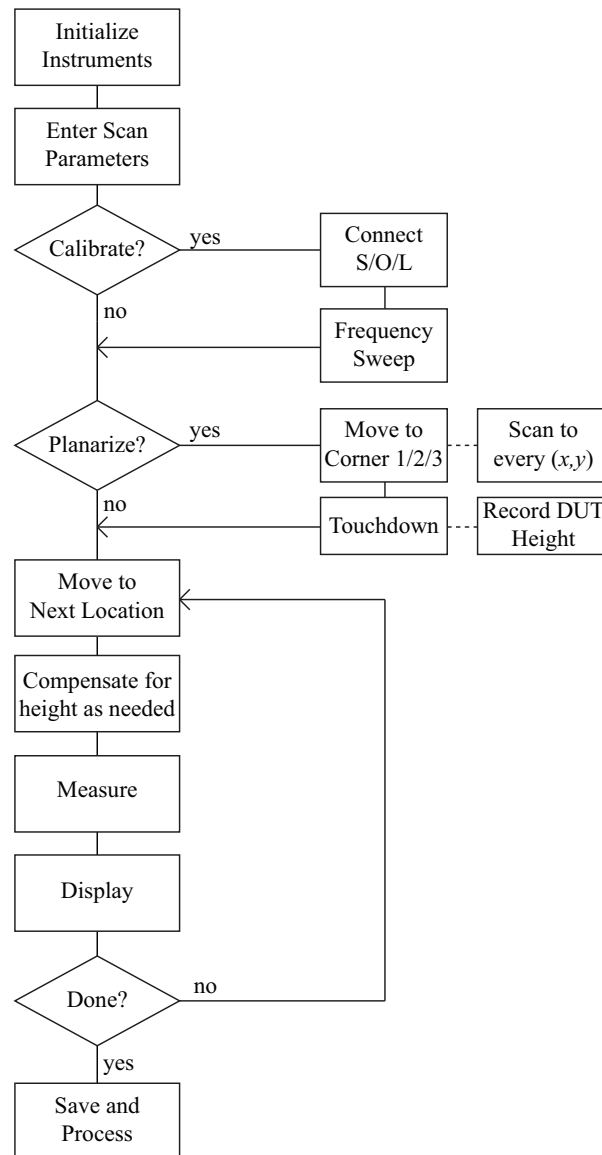 Initialize
Instruments
Enter Scan
Parameters
Calibrate?
yes
Connect
S/O/L
no
Frequency
Sweep
Planarize?
yes
Move to
Corner 1/2/3
Scan to
every (x,y)
no
Touchdown
Record DUT
Height
Move to
Next Location
Compensate for
height as needed
Measure
Display
Done?
no
yes
Save and
Process